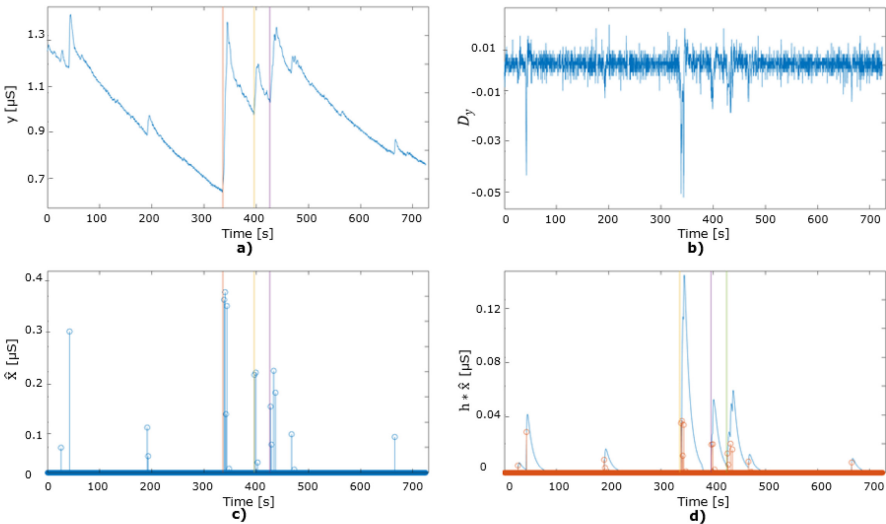 1.3
1.1
0.9
0.7
y [μS]
0 100 200 300 400 500 600 700
Time [s]
a)
0.01
-0.01
-0.03
-0.05
Dy
0 100 200 300 400 500 600 700
Time [s]
b)
0.4
0.3
0.2
0.1
0
x̂ [μS]
0 100 200 300 400 500 600 700
Time [s]
c)
0.12
0.08
0.04
0
h * x̂ [μS]
0 100 200 300 400 500 600 700
Time [s]
d)